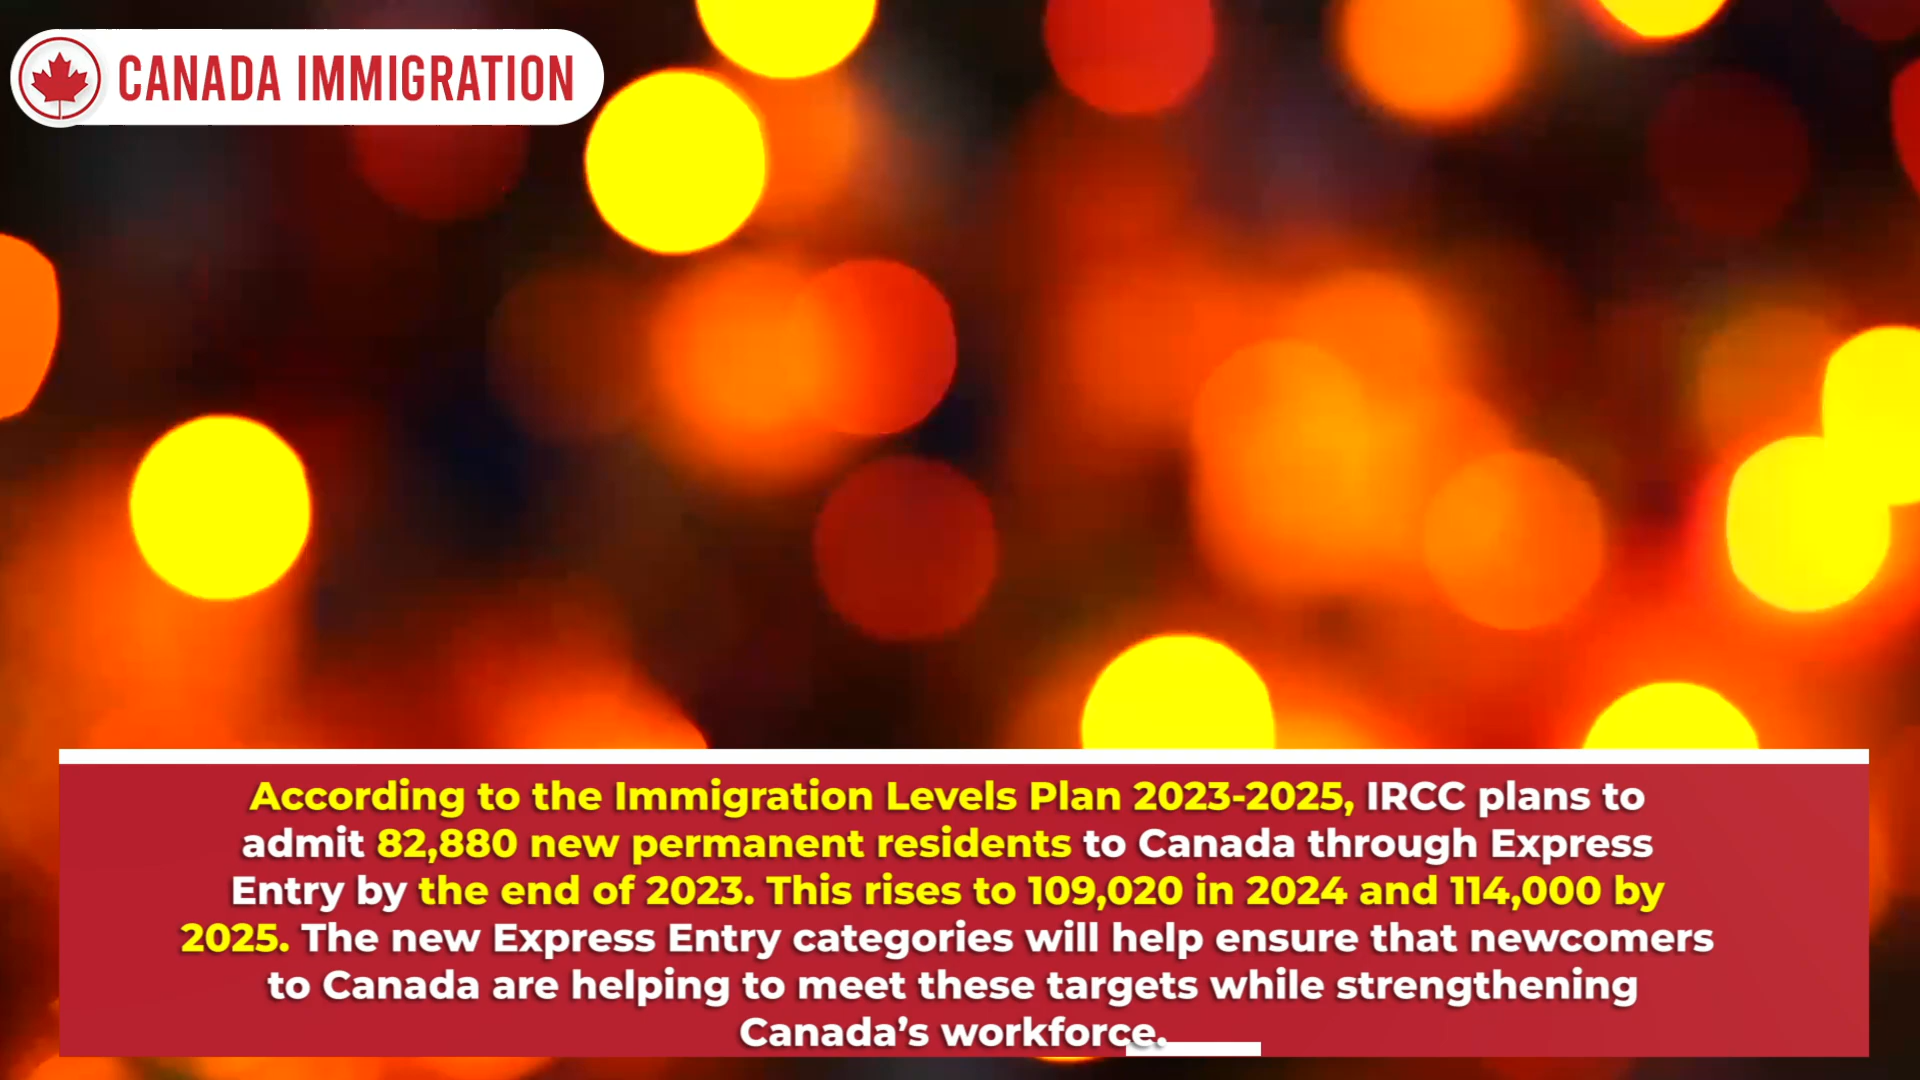 CANADA IMMIGRATION
According to the Immigration Levels Plan 2023-2025, IRCC plans to
admit 82,880 new permanent residents to Canada through Express
Entry by the end of 2023. This rises to 109,020 in 2024 and 114,000 by
2025. The new Express Entry categories will help ensure that newcomers
to Canada are helping to meet these targets while strengthening
Canada’s workforce.